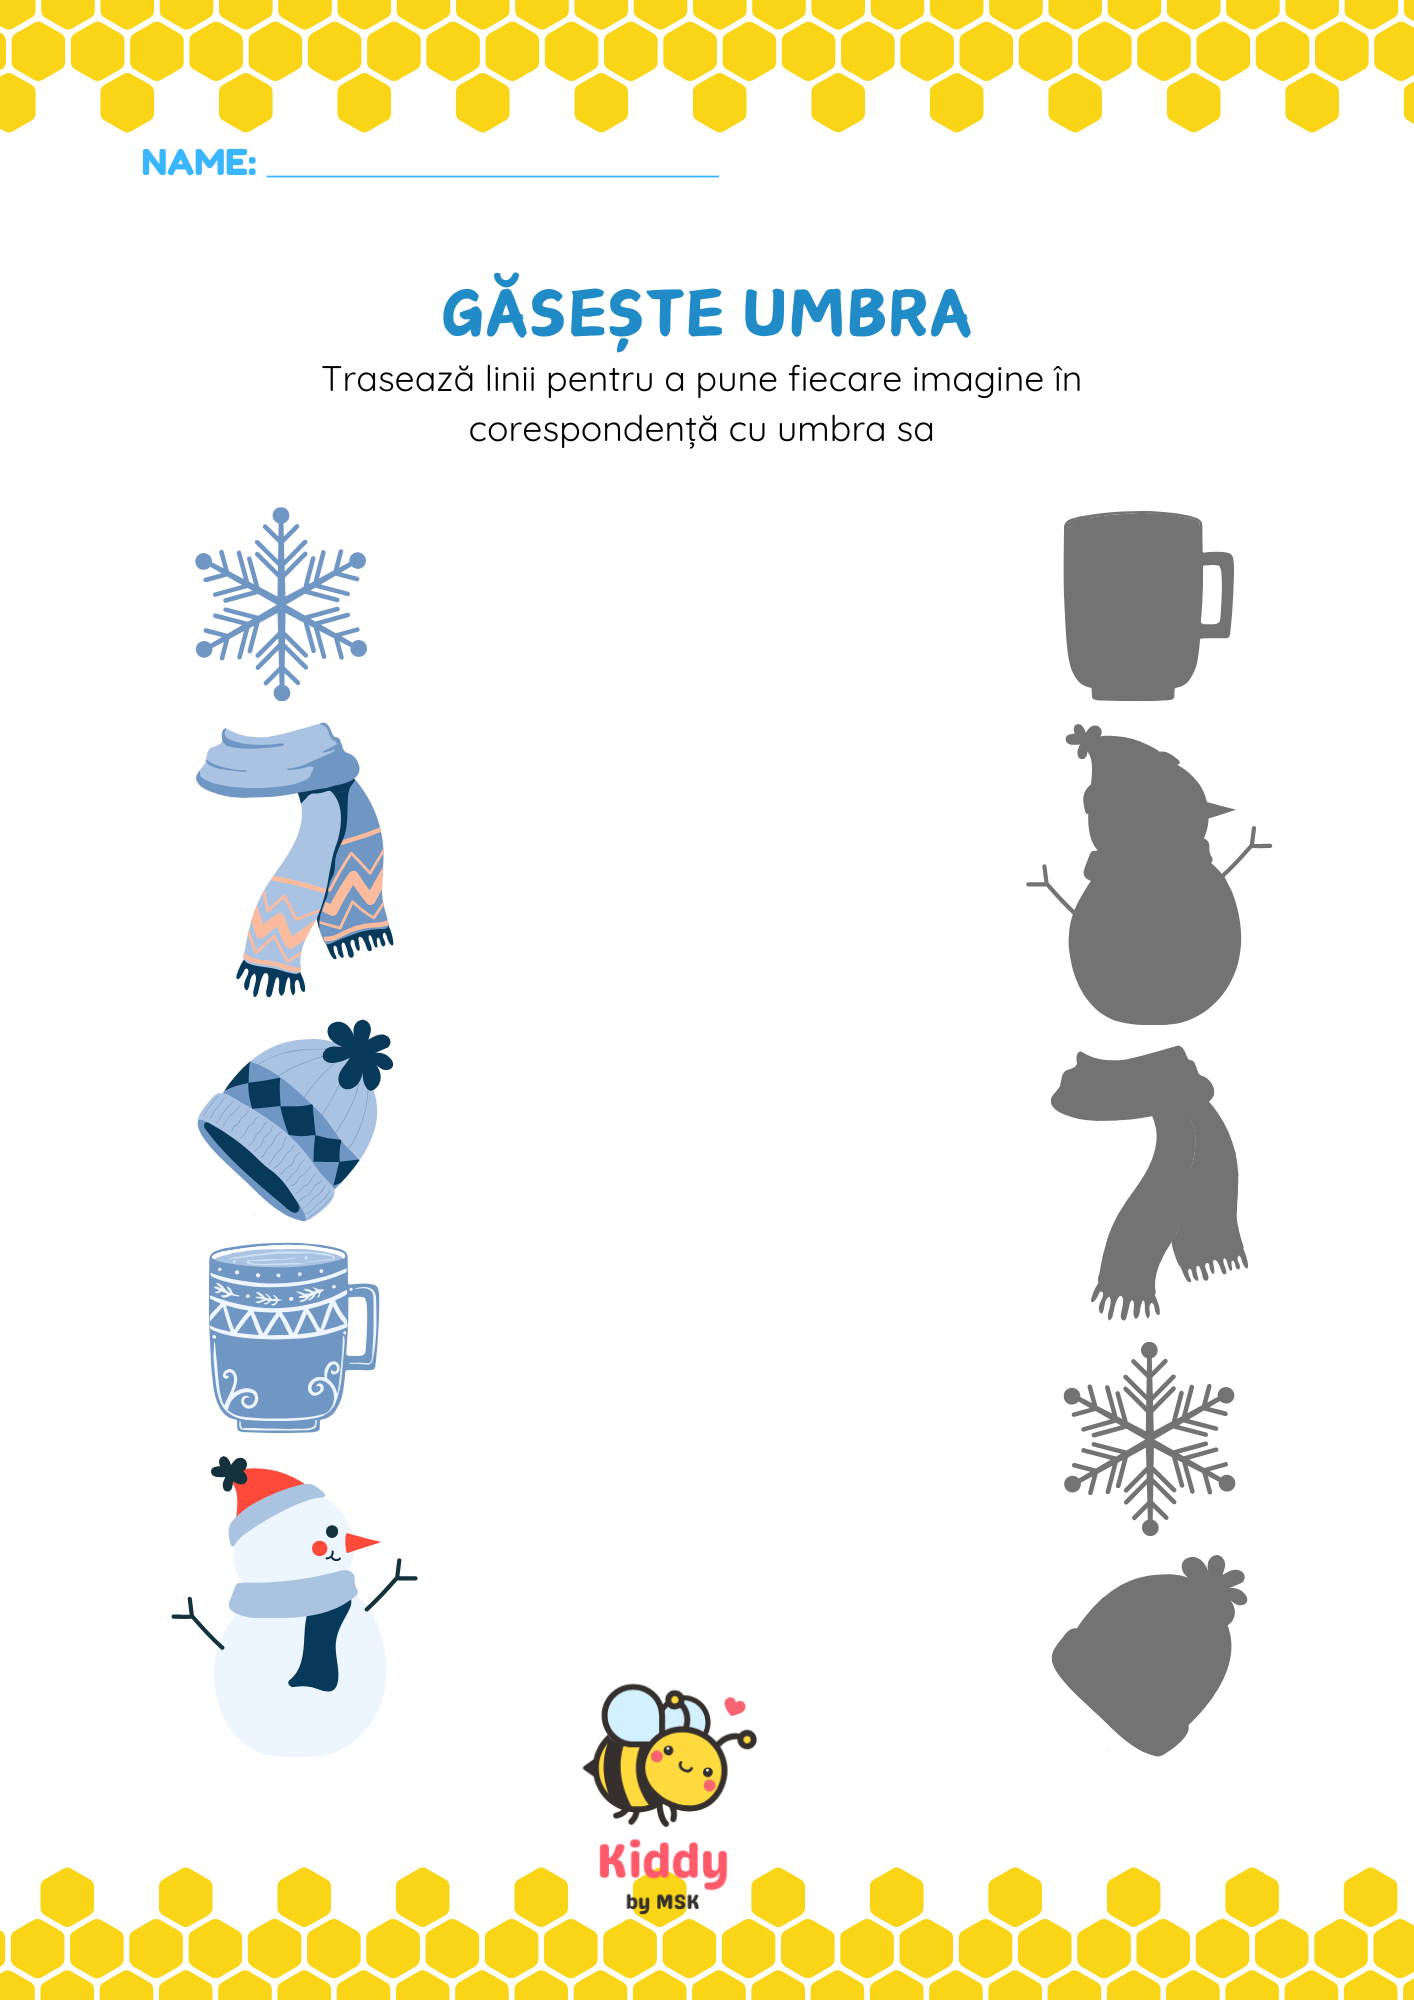 NAME:
GĂSEȘTE UMBRA
Trasează linii pentru a pune fiecare imagine în
corespondență cu umbra sa
Kiddy
by MSK